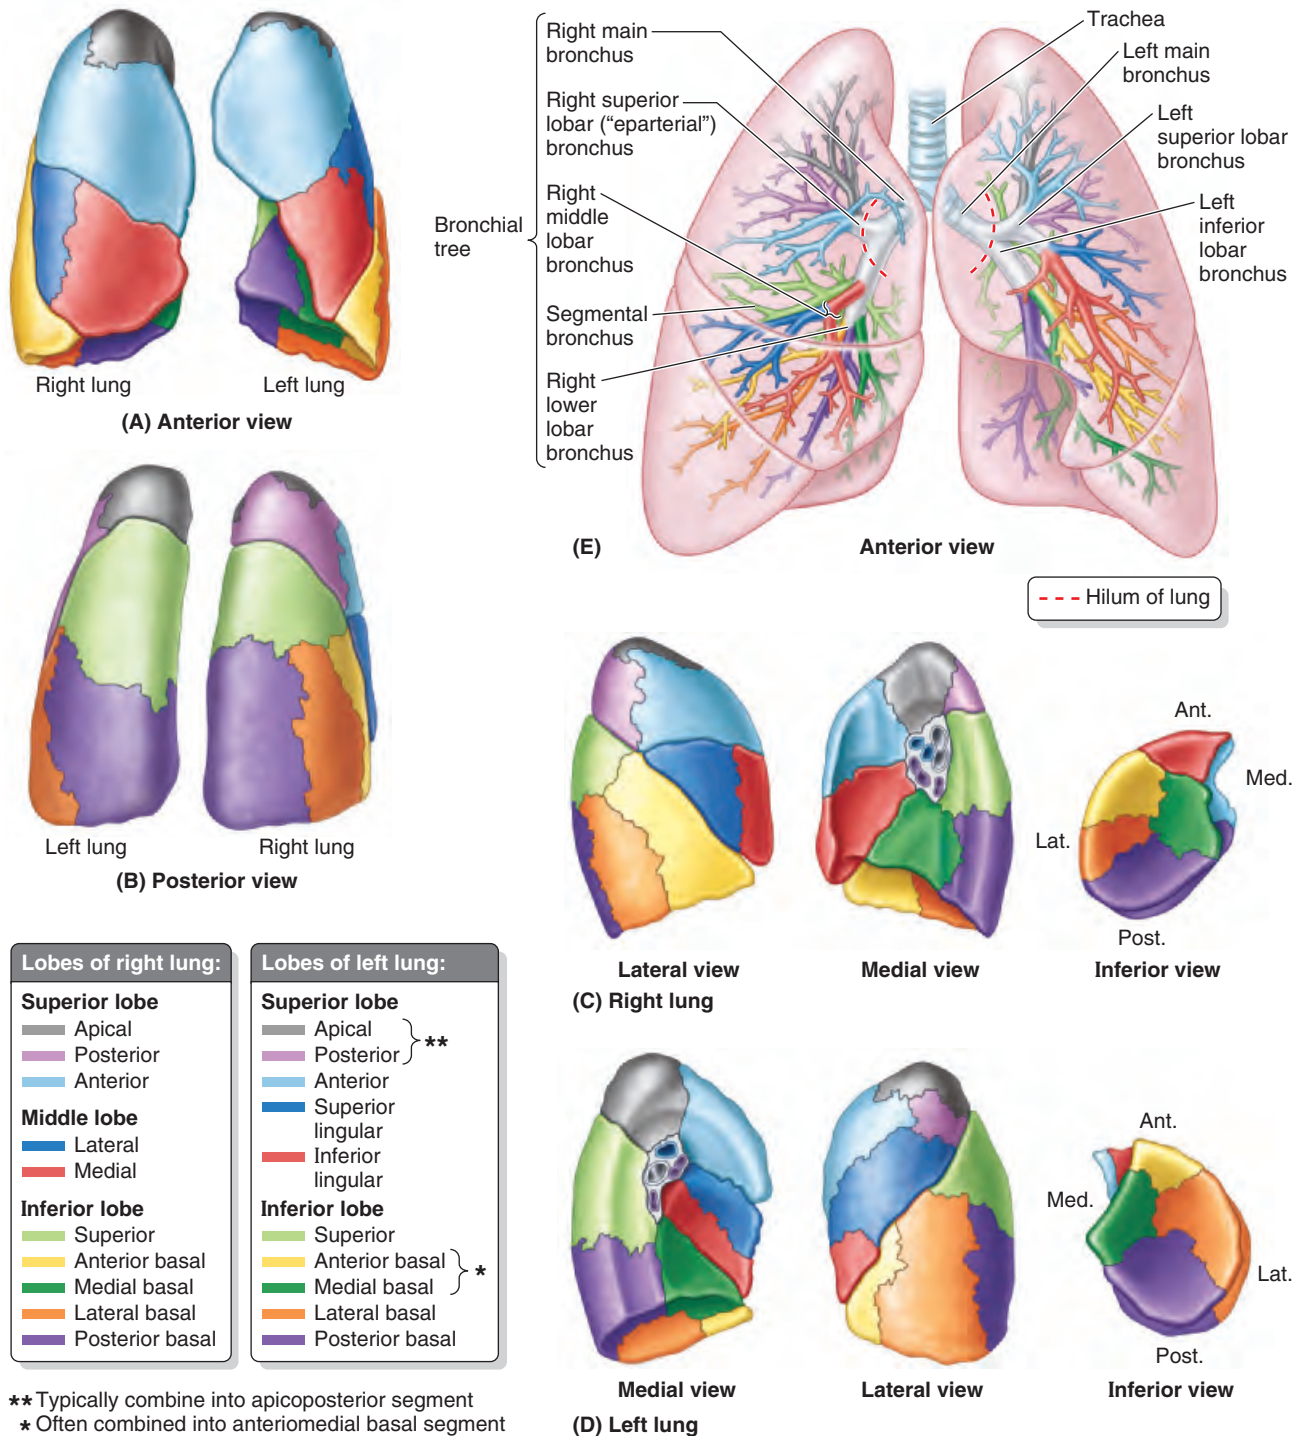 Right lung
Left lung
(A) Anterior view
Left lung
Right lung
(B) Posterior view
Bronchial
tree
Right main
bronchus
Right superior
lobar (“eparterial”)
bronchus
Right
middle
lobar
bronchus
Segmental
bronchus
Right
lower
lobar
bronchus
Trachea
Left main
bronchus
Left
superior lobar
bronchus
Left
inferior
lobar
bronchus
(E)
Anterior view
Hilum of lung
Ant.
Med.
Lat.
Post.
Lateral view
Medial view
Inferior view
(C) Right lung
Ant.
Med.
Lat.
Post.
Medial view
Lateral view
Inferior view
(D) Left lung
Lobes of right lung:
Superior lobe
Apical
Posterior
Anterior
Middle lobe
Lateral
Medial
Inferior lobe
Superior
Anterior basal
Medial basal
Lateral basal
Posterior basal
Lobes of left lung:
Superior lobe
Apical
Posterior
**
Anterior
Superior
lingular
Inferior
lingular
Inferior lobe
Superior
Anterior basal
Medial basal
*
Lateral basal
Posterior basal
** Typically combine into apicoposterior segment
* Often combined into anteriomedial basal segment